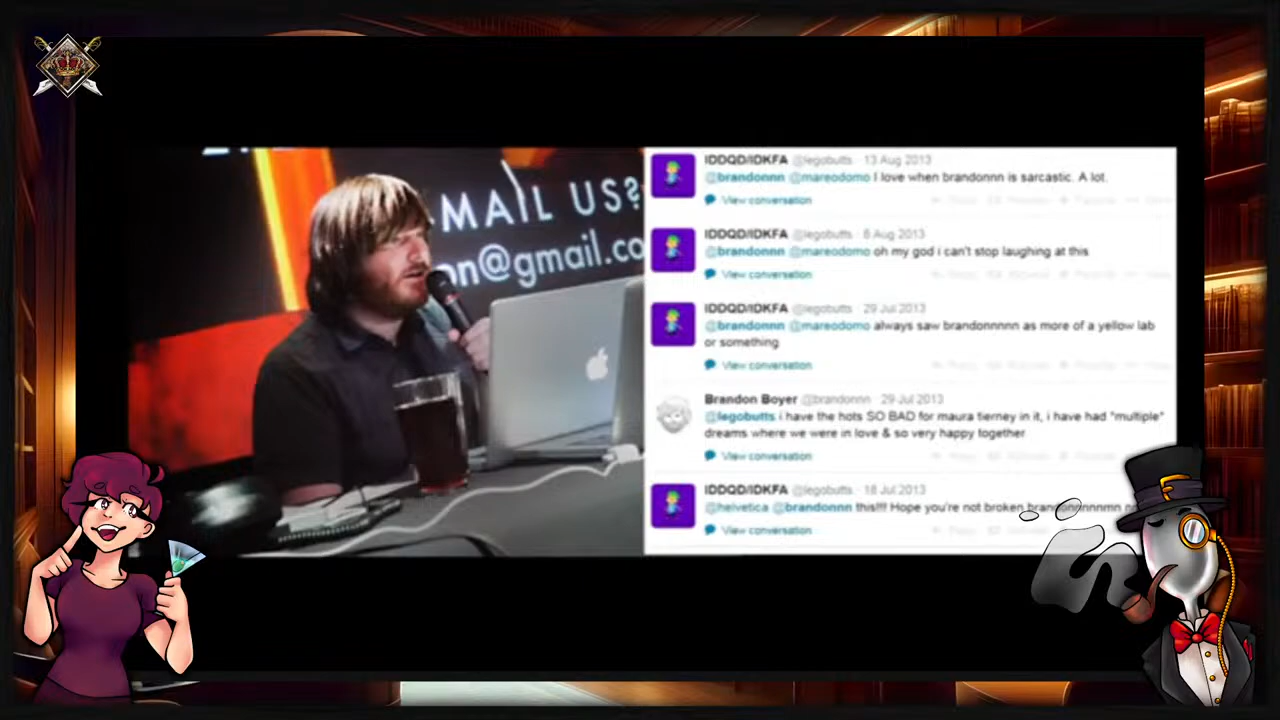 MAIL US?
on@gmail.co
IDDQD/IDKFA @legobutts · 13 Aug 2013
@brandonnn @mareodomo I love when brandonnn is sarcastic. A lot.
View conversation
IDDQD/IDKFA @legobutts · 8 Aug 2013
@brandonnn @mareodomo oh my god i can't stop laughing at this
View conversation
IDDQD/IDKFA @legobutts · 29 Jul 2013
@brandonnn @mareodomo always saw brandonnnnn as more of a yellow lab
or something
View conversation
Brandon Boyer @brandonnn · 29 Jul 2013
@legobutts i have the hots SO BAD for maura tierney in it, i have had "multiple"
dreams where we were in love & so very happy together
View conversation
IDDQD/IDKFA @legobutts · 18 Jul 2013
@helvetica @brandonnn this!!! Hope you're not broken
View conversation